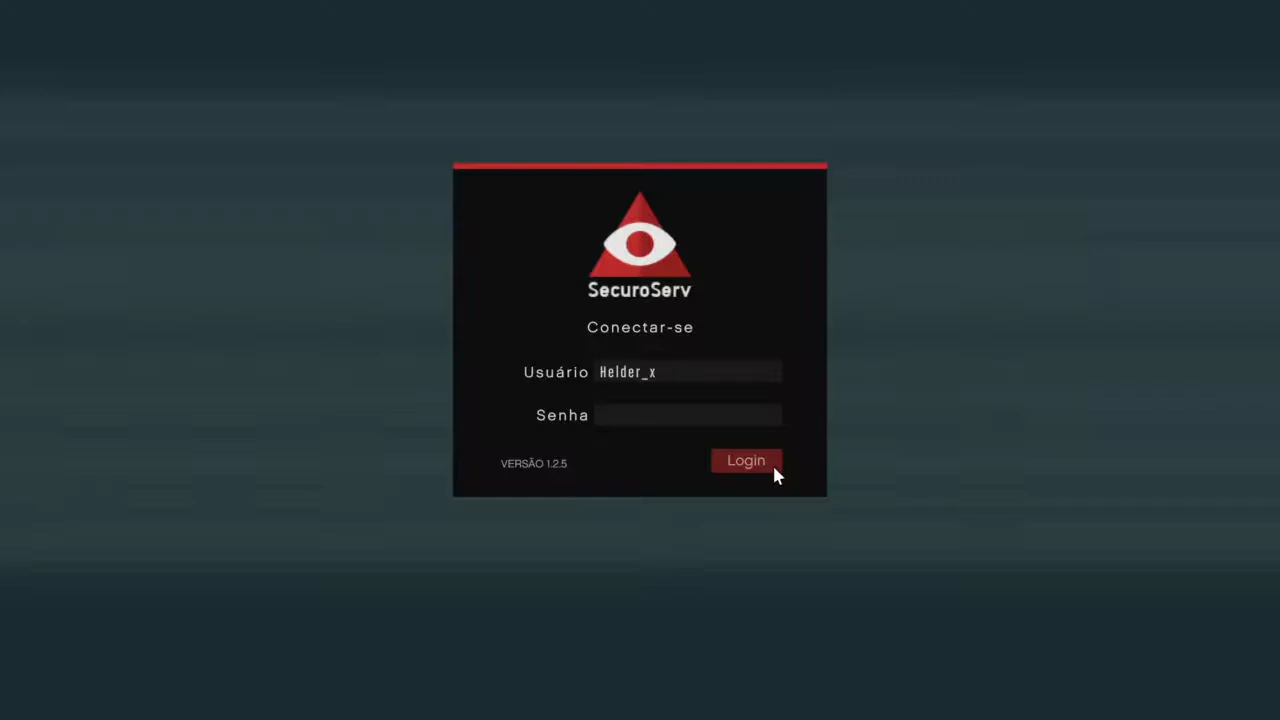 SecuroServ
Conectar-se
Usuário Helder_x
Senha
VERSÃO 1.2.5 Login